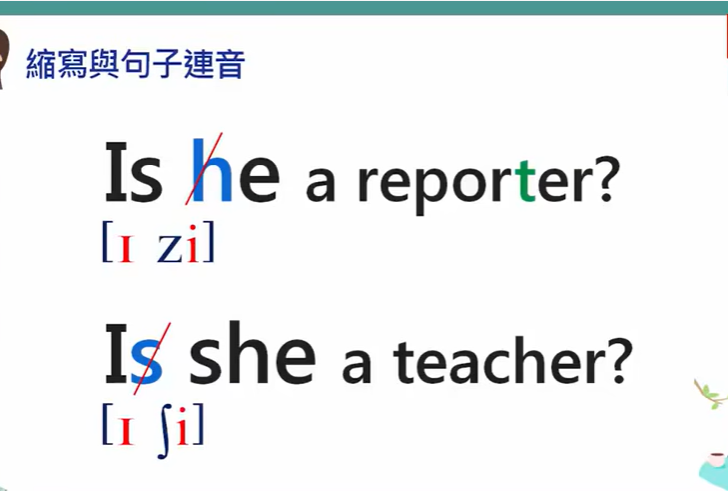 縮寫與句子連音
Is he a reporter?
[ɪ zi]
Is she a teacher?
[ɪ ʃi]